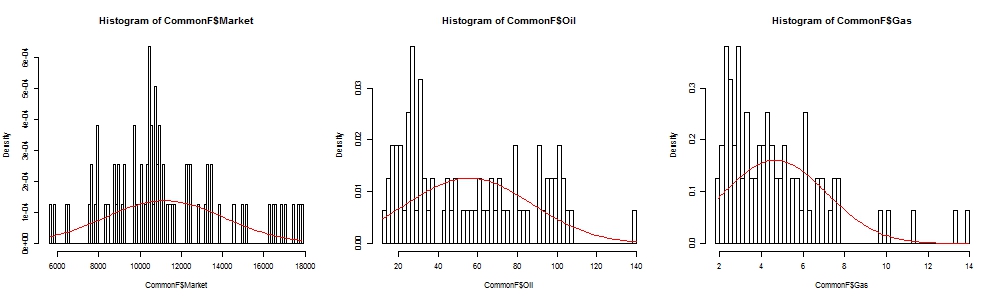 Histogram of CommonF$Market
Histogram of CommonF$Oil
Histogram of CommonF$Gas
Density
0e+00
1e-04
2e-04
3e-04
4e-04
5e-04
6e-04
6000 8000 10000 12000 14000 16000 18000
CommonF$Market
Density
0.00
0.01
0.02
0.03
20 40 60 80 100 120 140
CommonF$Oil
Density
0.0
0.1
0.2
0.3
2 4 6 8 10 12 14
CommonF$Gas